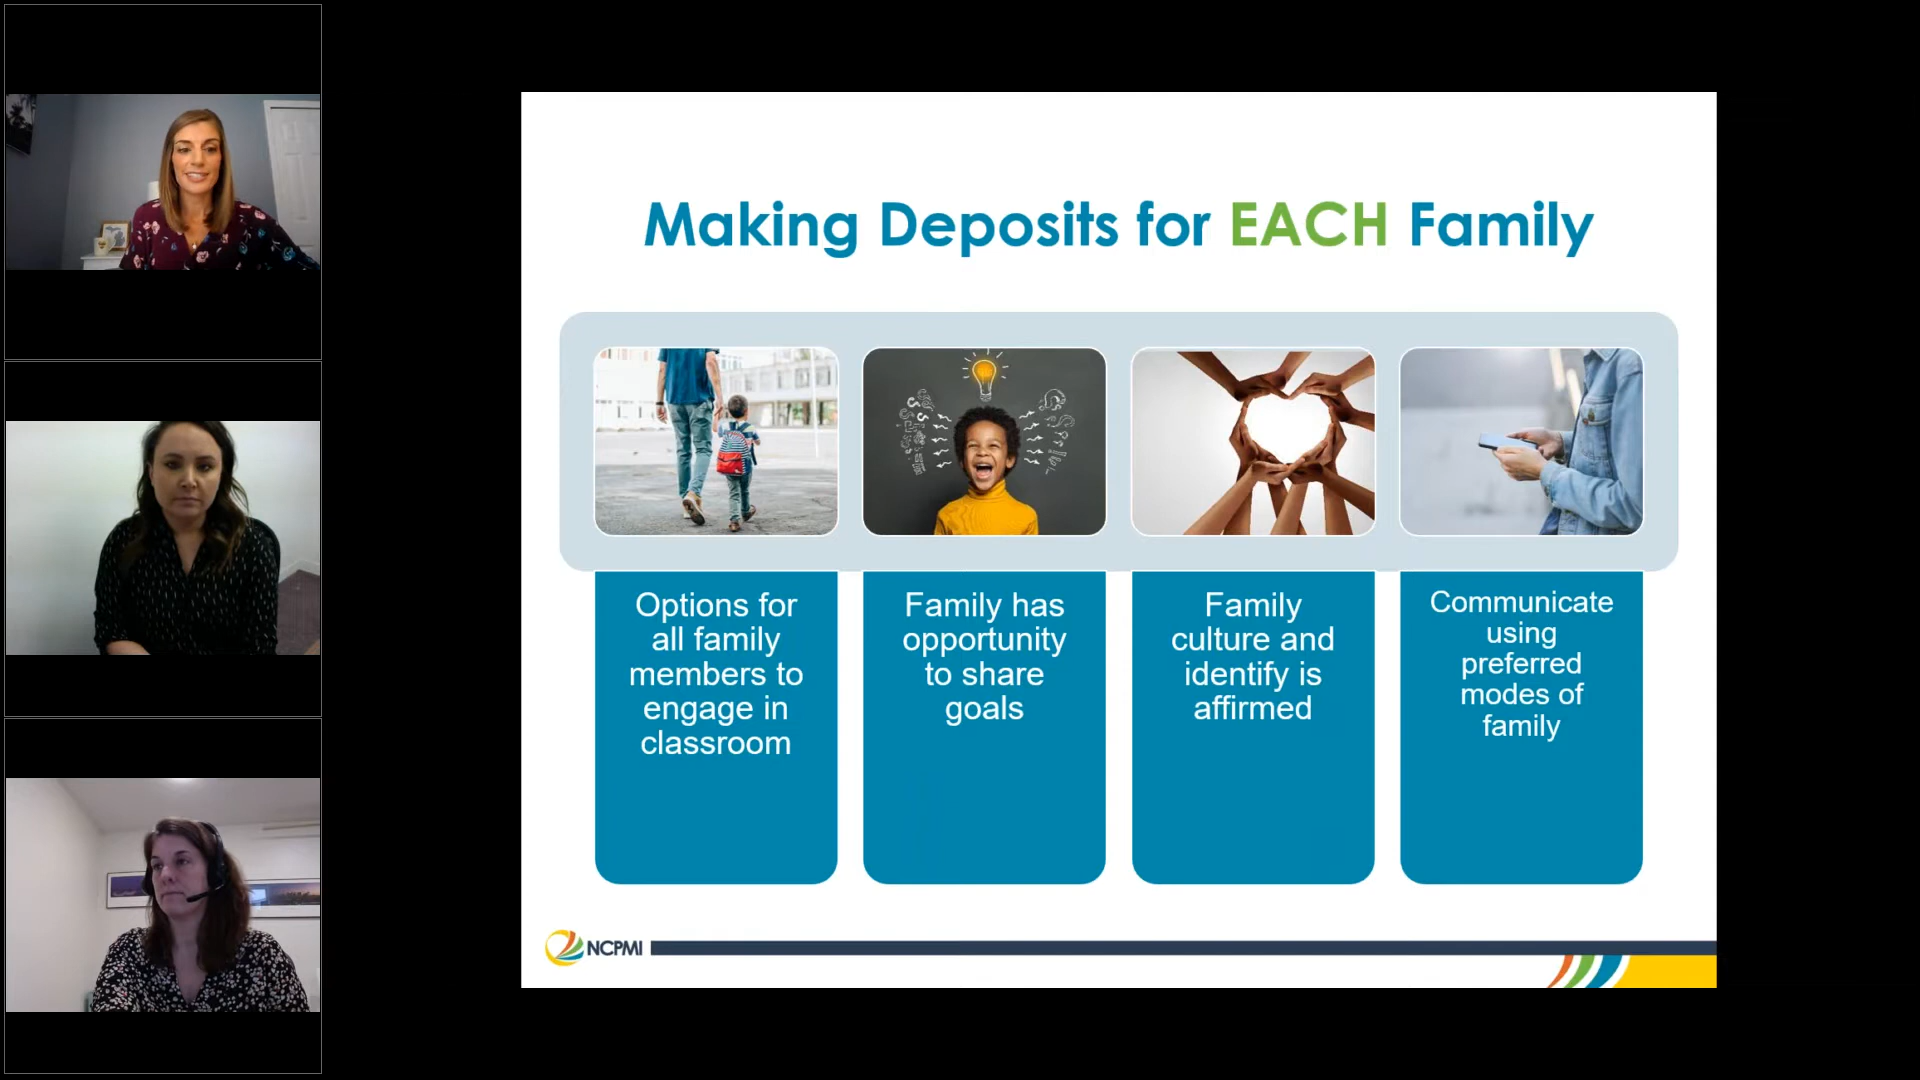 Making Deposits for EACH Family
Options for
all family
members to
engage in
classroom
Family has
opportunity
to share
goals
Family
culture and
identify is
affirmed
Communicate
using
preferred
modes of
family
NCPMI